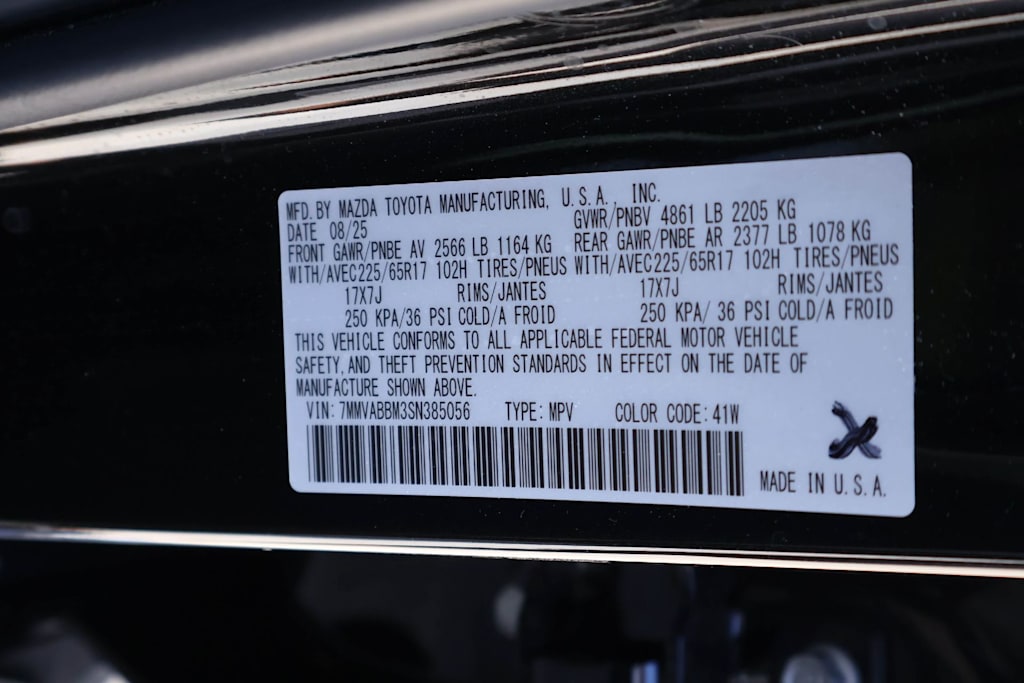 MFD. BY MAZDA TOYOTA MANUFACTURING, U.S.A., INC.
DATE 08/25 GVWR/PNBV 4861 LB 2205 KG
FRONT GAWR/PNBE AV 2566 LB 1164 KG REAR GAWR/PNBE AR 2377 LB 1078 KG
WITH/AVEC225/65R17 102H TIRES/PNEUS WITH/AVEC225/65R17 102H TIRES/PNEUS
17X7J RIMS/JANTES 17X7J RIMS/JANTES
250 KPA/36 PSI COLD/A FROID 250 KPA/ 36 PSI COLD/A FROID
THIS VEHICLE CONFORMS TO ALL APPLICABLE FEDERAL MOTOR VEHICLE
SAFETY, AND THEFT PREVENTION STANDARDS IN EFFECT ON THE DATE OF
MANUFACTURE SHOWN ABOVE.
VIN: 7MMVABBM3SN385056 TYPE: MPV COLOR CODE: 41W
MADE IN U.S.A.